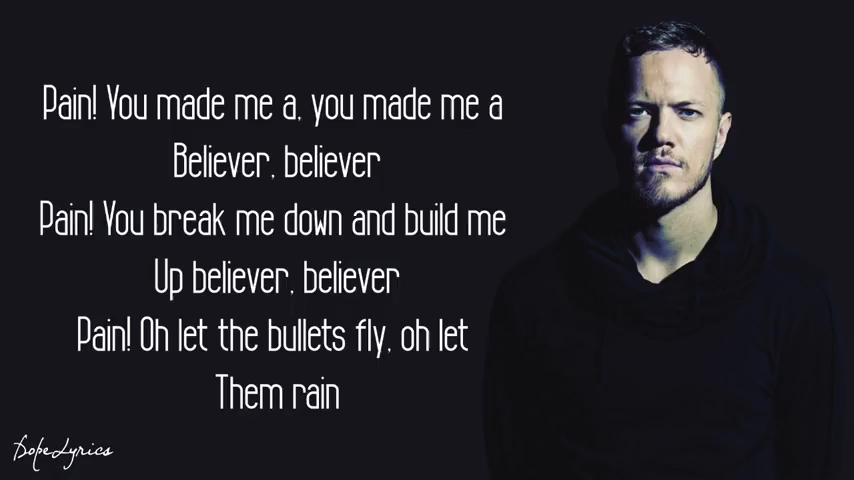 Pain! You made me a, you made me a
Believer, believer
Pain! You break me down and build me
Up believer, believer
Pain! Oh let the bullets fly, oh let
Them rain
DopeLyrics